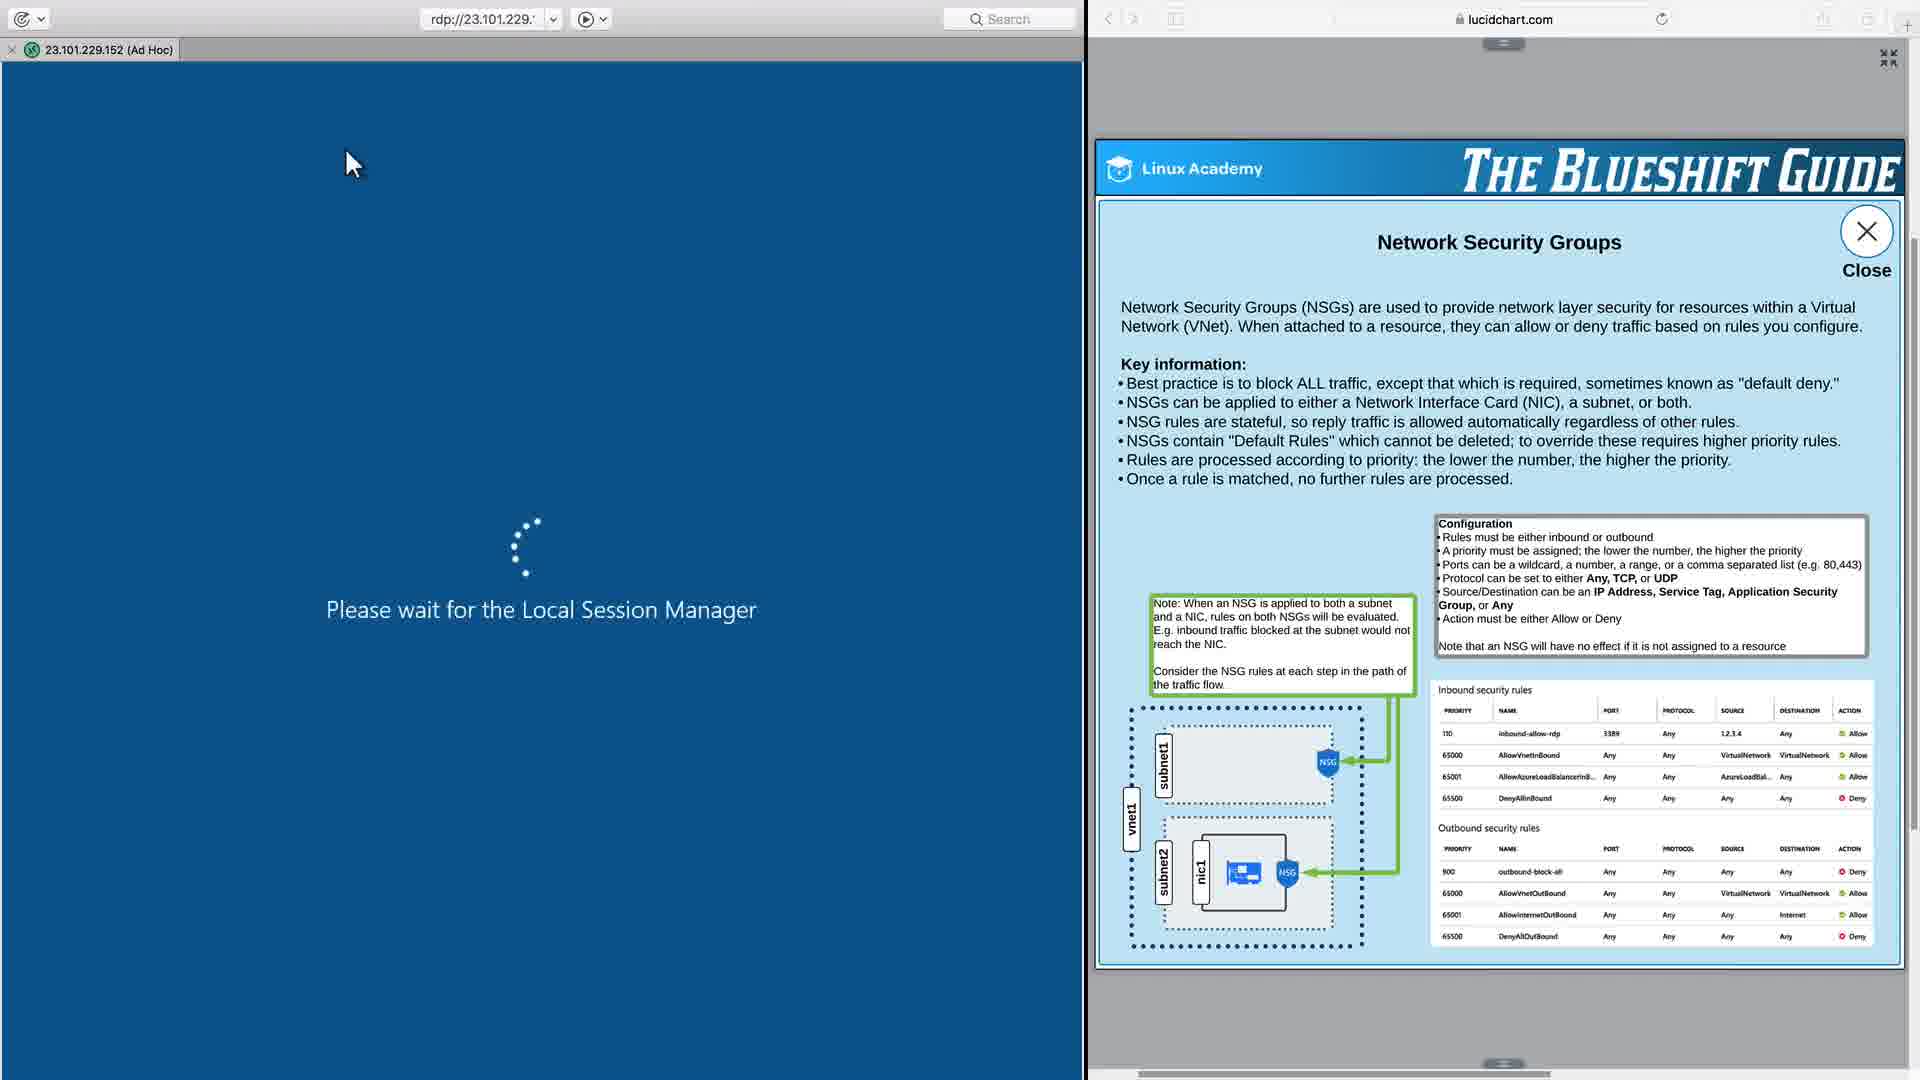 rdp://23.101.229.
Search
lucidchart.com
23.101.229.152 (Ad Hoc)
Please wait for the Local Session Manager
Linux Academy
THE BLUESHIFT GUIDE
Network Security Groups
Close
Network Security Groups (NSGs) are used to provide network layer security for resources within a Virtual
Network (VNet). When attached to a resource, they can allow or deny traffic based on rules you configure.
Key information:
• Best practice is to block ALL traffic, except that which is required, sometimes known as "default deny."
• NSGs can be applied to either a Network Interface Card (NIC), a subnet, or both.
• NSG rules are stateful, so reply traffic is allowed automatically regardless of other rules.
• NSGs contain "Default Rules" which cannot be deleted; to override these requires higher priority rules.
• Rules are processed according to priority: the lower the number, the higher the priority.
• Once a rule is matched, no further rules are processed.
Configuration
• Rules must be either inbound or outbound
• A priority must be assigned; the lower the number, the higher the priority
• Ports can be a wildcard, a number, a range, or a comma separated list (e.g. 80,443)
• Protocol can be set to either Any, TCP, or UDP
• Source/Destination can be an IP Address, Service Tag, Application Security
Group, or Any
• Action must be either Allow or Deny
Note that an NSG will have no effect if it is not assigned to a resource
Note: When an NSG is applied to both a subnet
and a NIC, rules on both NSGs will be evaluated.
E.g. inbound traffic blocked at the subnet would not
reach the NIC.
Consider the NSG rules at each step in the path of
the traffic flow.
vnet1
subnet1
NSG
subnet2
nic1
NSG
Inbound security rules
PRIORITY NAME PORT PROTOCOL SOURCE DESTINATION ACTION
110 inbound-allow-rdp 3389 Any 1.2.3.4 Any Allow
65000 AllowVnetInBound Any Any VirtualNetwork VirtualNetwork Allow
65001 AllowAzureLoadBalancerInB... Any Any AzureLoadBal... Any Allow
65500 DenyAllInBound Any Any Any Any Deny
Outbound security rules
PRIORITY NAME PORT PROTOCOL SOURCE DESTINATION ACTION
900 outbound-block-all Any Any Any Any Deny
65000 AllowVnetOutBound Any Any VirtualNetwork VirtualNetwork Allow
65001 AllowInternetOutBound Any Any Any Internet Allow
65500 DenyAllOutBound Any Any Any Any Deny